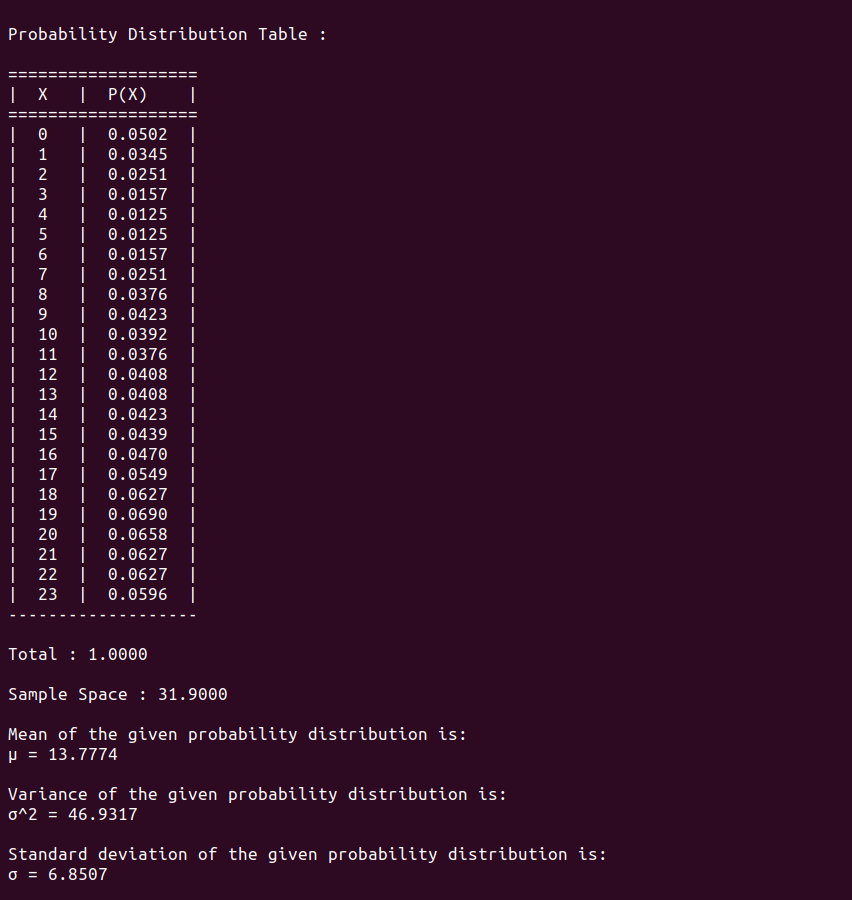 Probability Distribution Table :
===================
|  X   |  P(X)    |
===================
|  0   |  0.0502  |
|  1   |  0.0345  |
|  2   |  0.0251  |
|  3   |  0.0157  |
|  4   |  0.0125  |
|  5   |  0.0125  |
|  6   |  0.0157  |
|  7   |  0.0251  |
|  8   |  0.0376  |
|  9   |  0.0423  |
|  10  |  0.0392  |
|  11  |  0.0376  |
|  12  |  0.0408  |
|  13  |  0.0408  |
|  14  |  0.0423  |
|  15  |  0.0439  |
|  16  |  0.0470  |
|  17  |  0.0549  |
|  18  |  0.0627  |
|  19  |  0.0690  |
|  20  |  0.0658  |
|  21  |  0.0627  |
|  22  |  0.0627  |
|  23  |  0.0596  |
-------------------
Total : 1.0000
Sample Space : 31.9000
Mean of the given probability distribution is:
μ = 13.7774
Variance of the given probability distribution is:
σ^2 = 46.9317
Standard deviation of the given probability distribution is:
σ = 6.8507